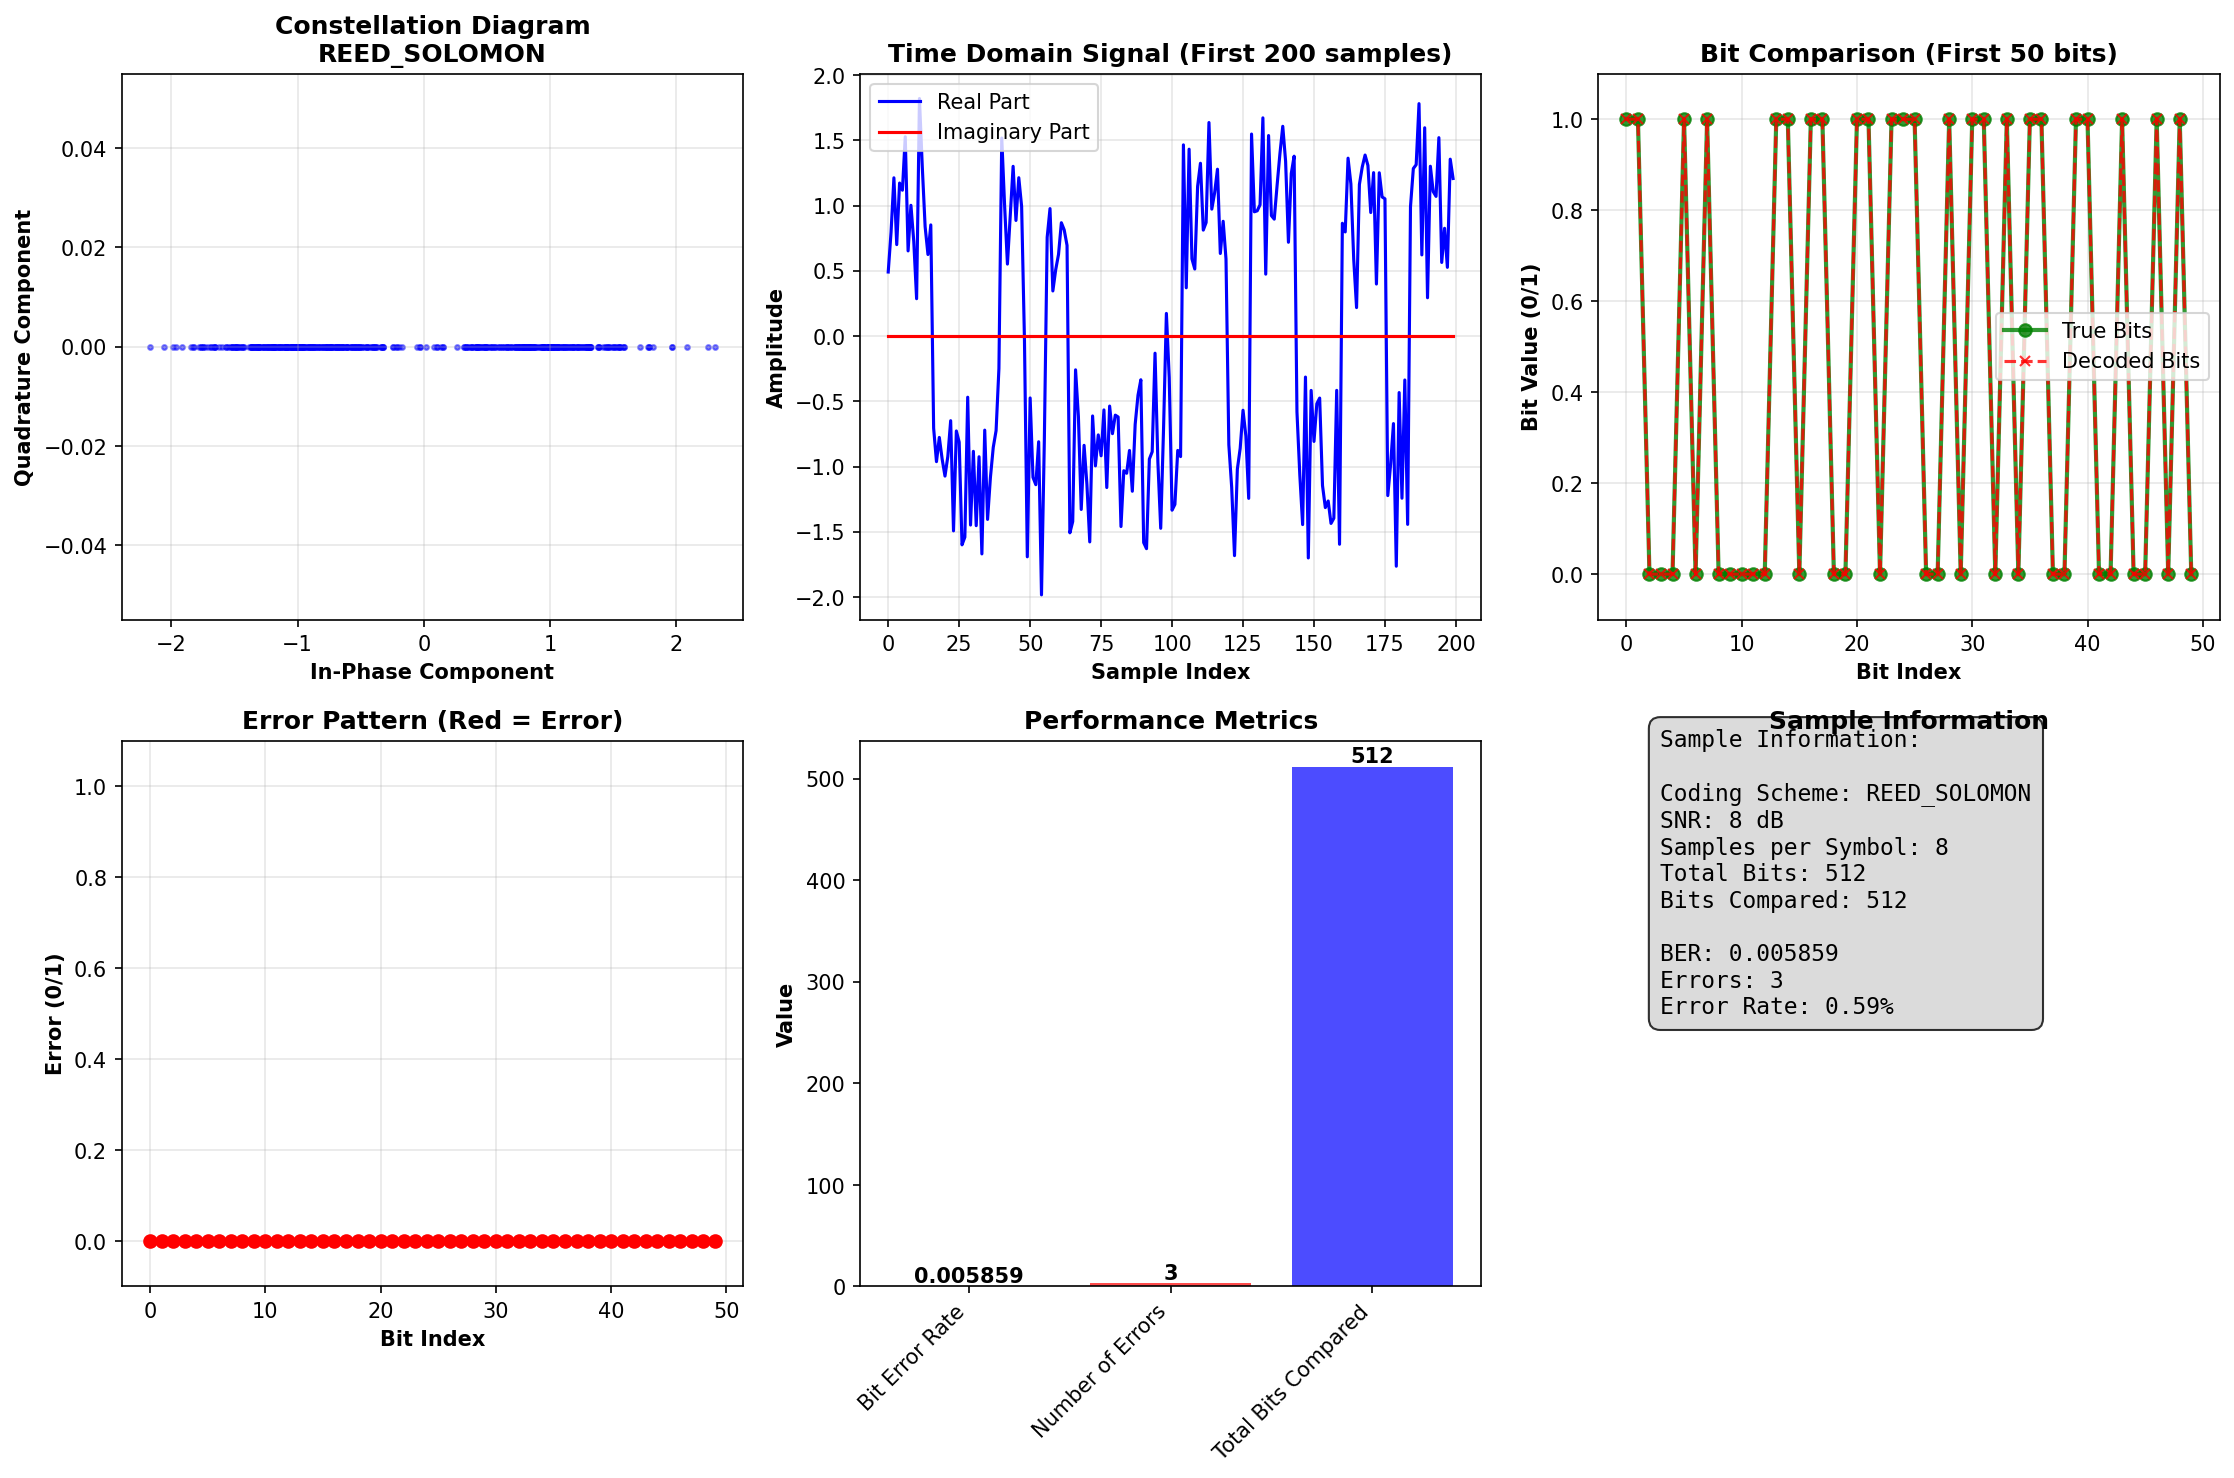 Constellation Diagram
REED_SOLOMON
0.04
0.02
0.00
−0.02
−0.04
Quadrature Component
−2
−1
0
1
2
In-Phase Component
Time Domain Signal (First 200 samples)
Real Part
Imaginary Part
2.0
1.5
1.0
0.5
0.0
−0.5
−1.0
−1.5
−2.0
Amplitude
0
25
50
75
100
125
150
175
200
Sample Index
Bit Comparison (First 50 bits)
True Bits
Decoded Bits
1.0
0.8
0.6
0.4
0.2
0.0
Bit Value (0/1)
0
10
20
30
40
50
Bit Index
Error Pattern (Red = Error)
1.0
0.8
0.6
0.4
0.2
0.0
Error (0/1)
0
10
20
30
40
50
Bit Index
Performance Metrics
500
400
300
200
100
0
Value
0.005859
3
512
Bit Error Rate
Number of Errors
Total Bits Compared
Sample Information
Sample Information:
Coding Scheme: REED_SOLOMON
SNR: 8 dB
Samples per Symbol: 8
Total Bits: 512
Bits Compared: 512
BER: 0.005859
Errors: 3
Error Rate: 0.59%